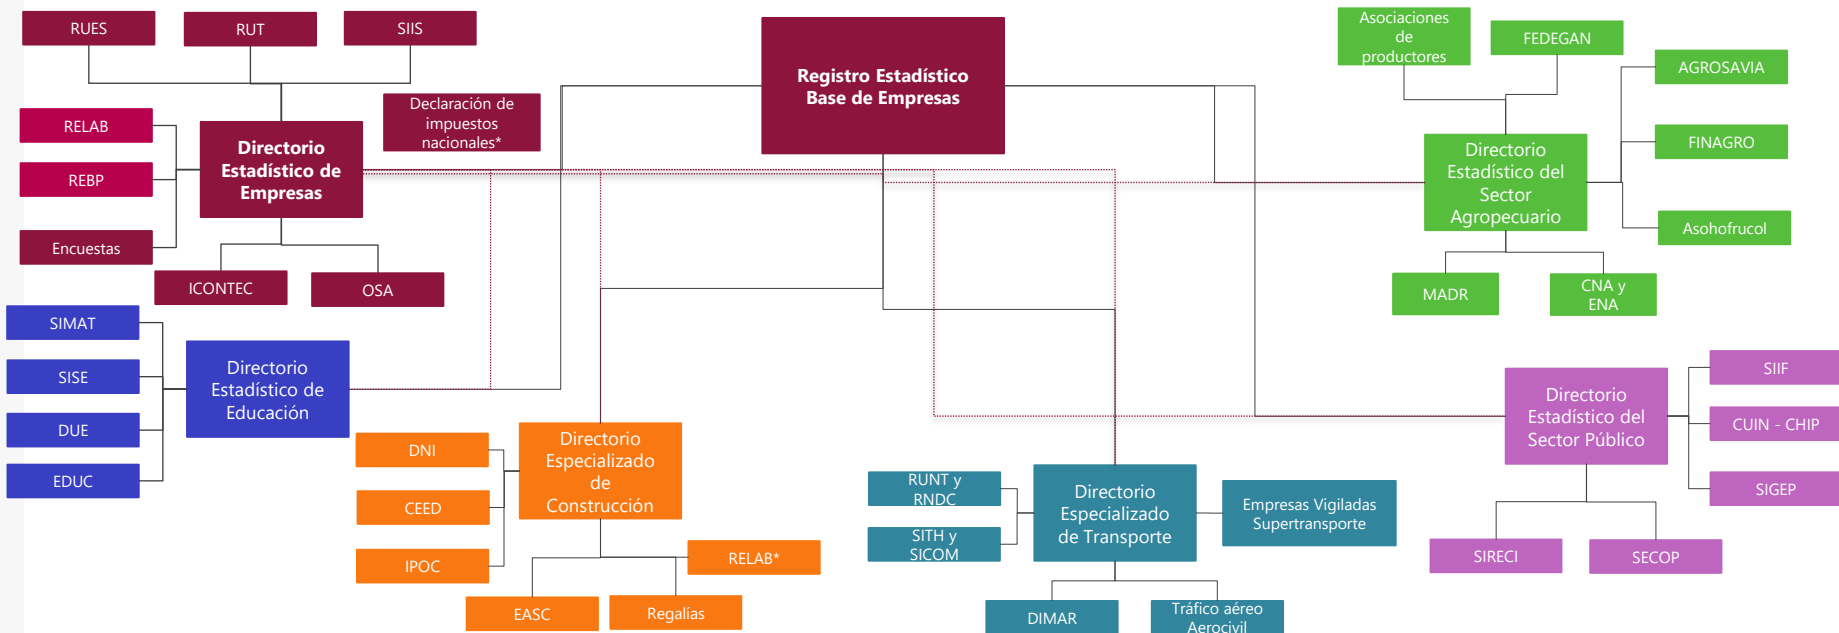 RUES
RUT
SIIS
Declaración de
impuestos
nacionales*
RELAB
REBP
Encuestas
Directorio
Estadístico de
Empresas
ICONTEC
OSA
Registro Estadístico
Base de Empresas
Asociaciones
de
productores
FEDEGAN
AGROSAVIA
FINAGRO
Asohofrucol
Directorio
Estadístico del
Sector
Agropecuario
MADR
CNA y
ENA
SIMAT
SISE
DUE
EDUC
Directorio
Estadístico de
Educación
DNI
CEED
IPOC
Directorio
Especializado
de
Construcción
RELAB*
EASC
Regalías
RUNT y
RNDC
SITH y
SICOM
Directorio
Especializado
de Transporte
Empresas Vigiladas
Supertransporte
DIMAR
Tráfico aéreo
Aerocivil
Directorio
Estadístico del
Sector Público
SIIF
CUIN - CHIP
SIGEP
SIRECI
SECOP